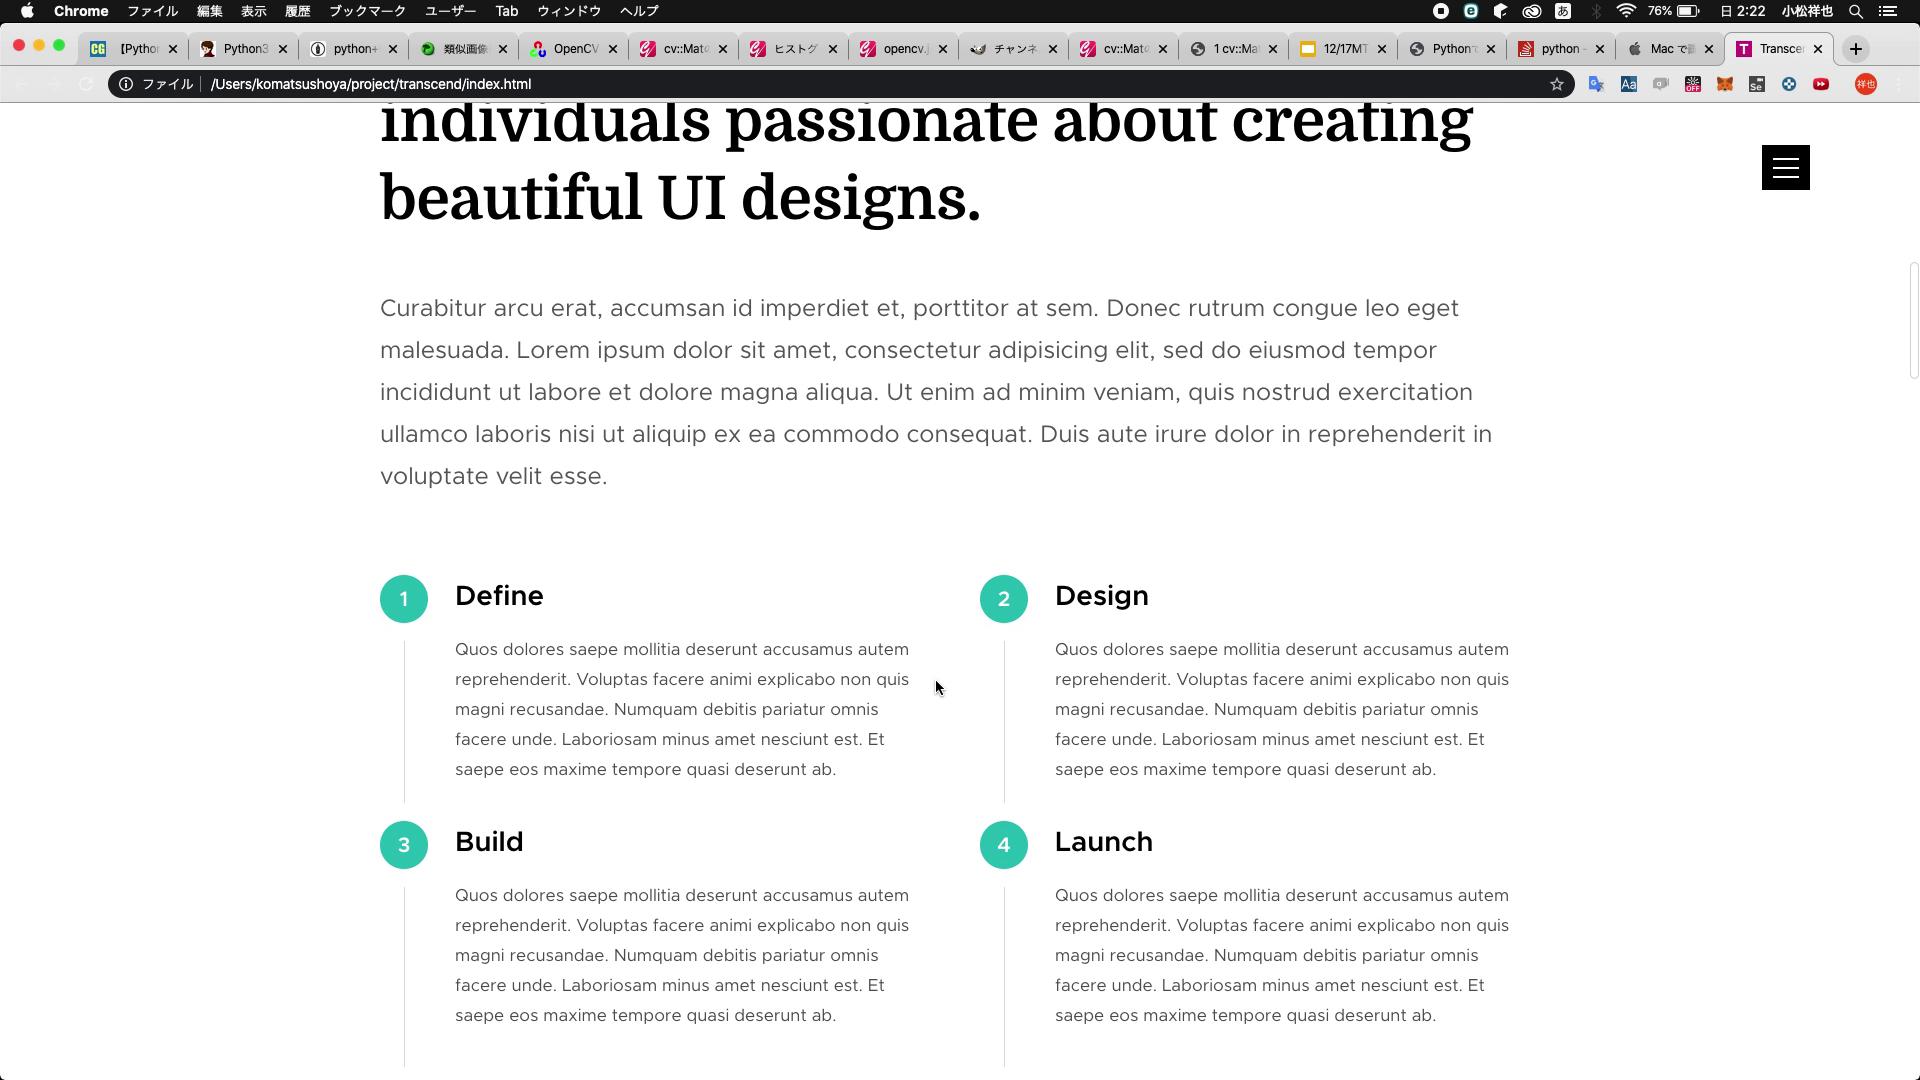 Chrome ファイル 編集 表示 履歴 ブックマーク ユーザー Tab ウィンドウ ヘルプ あ 76% 日 2:22 小松祥也
CG 【Pytho Python3 python+ 類似画像 OpenCV cv::Mat ヒストグ opencv. チャンネ cv::Mat 1 cv::Ma 12/17MT Python python - Mac で Transce
ファイル /Users/komatsushoya/project/transcend/index.html Aa OFF Se 祥也
individuals passionate about creating
beautiful UI designs.
Curabitur arcu erat, accumsan id imperdiet et, porttitor at sem. Donec rutrum congue leo eget
malesuada. Lorem ipsum dolor sit amet, consectetur adipisicing elit, sed do eiusmod tempor
incididunt ut labore et dolore magna aliqua. Ut enim ad minim veniam, quis nostrud exercitation
ullamco laboris nisi ut aliquip ex ea commodo consequat. Duis aute irure dolor in reprehenderit in
voluptate velit esse.
1 Define
Quos dolores saepe mollitia deserunt accusamus autem
reprehenderit. Voluptas facere animi explicabo non quis
magni recusandae. Numquam debitis pariatur omnis
facere unde. Laboriosam minus amet nesciunt est. Et
saepe eos maxime tempore quasi deserunt ab.
2 Design
Quos dolores saepe mollitia deserunt accusamus autem
reprehenderit. Voluptas facere animi explicabo non quis
magni recusandae. Numquam debitis pariatur omnis
facere unde. Laboriosam minus amet nesciunt est. Et
saepe eos maxime tempore quasi deserunt ab.
3 Build
Quos dolores saepe mollitia deserunt accusamus autem
reprehenderit. Voluptas facere animi explicabo non quis
magni recusandae. Numquam debitis pariatur omnis
facere unde. Laboriosam minus amet nesciunt est. Et
saepe eos maxime tempore quasi deserunt ab.
4 Launch
Quos dolores saepe mollitia deserunt accusamus autem
reprehenderit. Voluptas facere animi explicabo non quis
magni recusandae. Numquam debitis pariatur omnis
facere unde. Laboriosam minus amet nesciunt est. Et
saepe eos maxime tempore quasi deserunt ab.